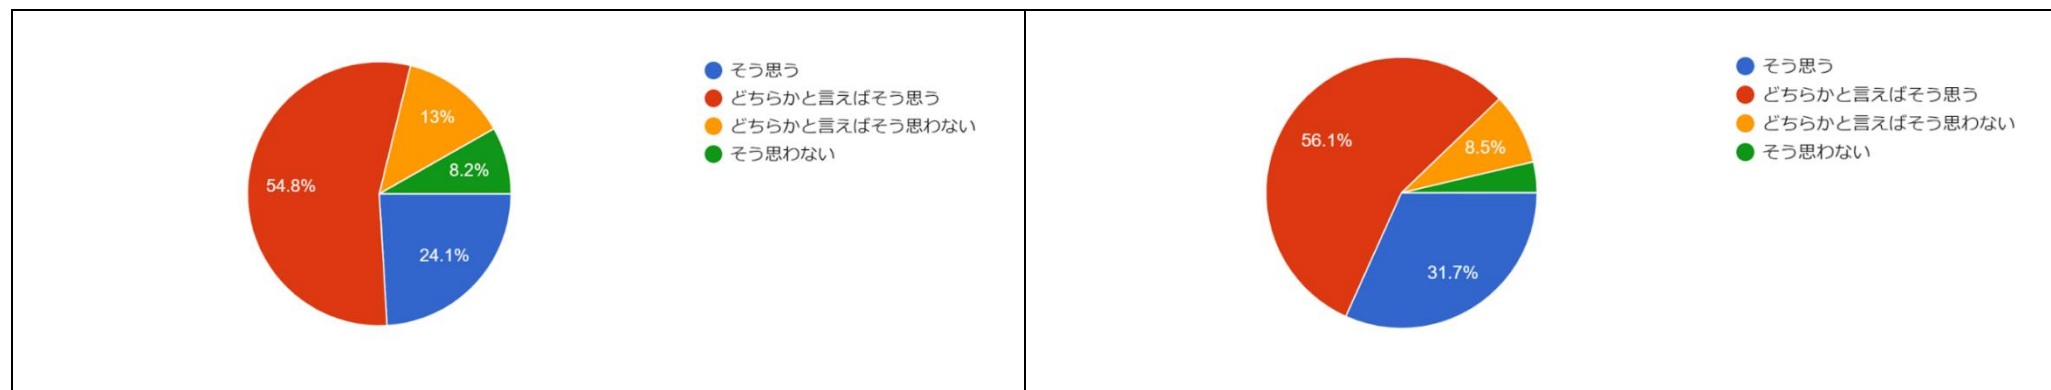 54.8%
13%
8.2%
24.1%
そう思う
どちらかと言えばそう思う
どちらかと言えばそう思わない
そう思わない
56.1%
8.5%
31.7%
そう思う
どちらかと言えばそう思う
どちらかと言えばそう思わない
そう思わない